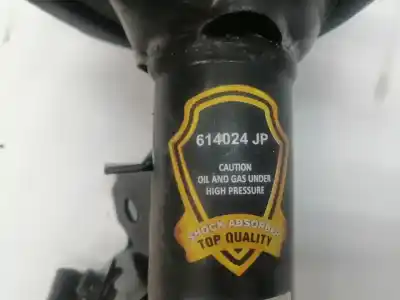 614024 JP
CAUTION
OIL AND GAS UNDER
HIGH PRESSURE
SHOCK ABSORBER
TOP QUALITY